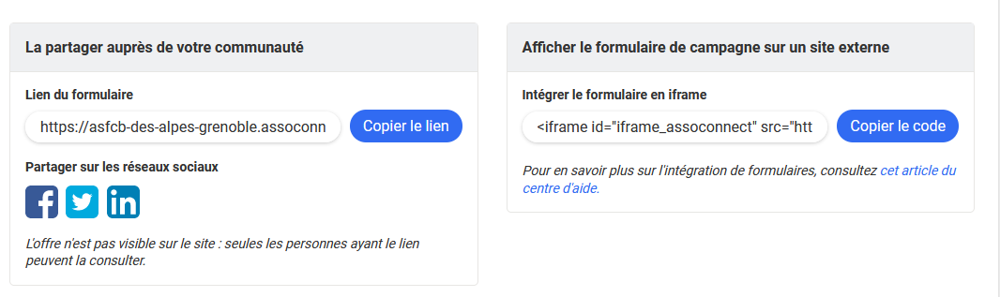 La partager auprès de votre communauté
Lien du formulaire
https://asfcb-des-alpes-grenoble.assoconn
Copier le lien
Partager sur les réseaux sociaux
L'offre n'est pas visible sur le site : seules les personnes ayant le lien
peuvent la consulter.
Afficher le formulaire de campagne sur un site externe
Intégrer le formulaire en iframe
<iframe id="iframe_assoconnect" src="htt
Copier le code
Pour en savoir plus sur l'intégration de formulaires, consultez cet article du
centre d'aide.